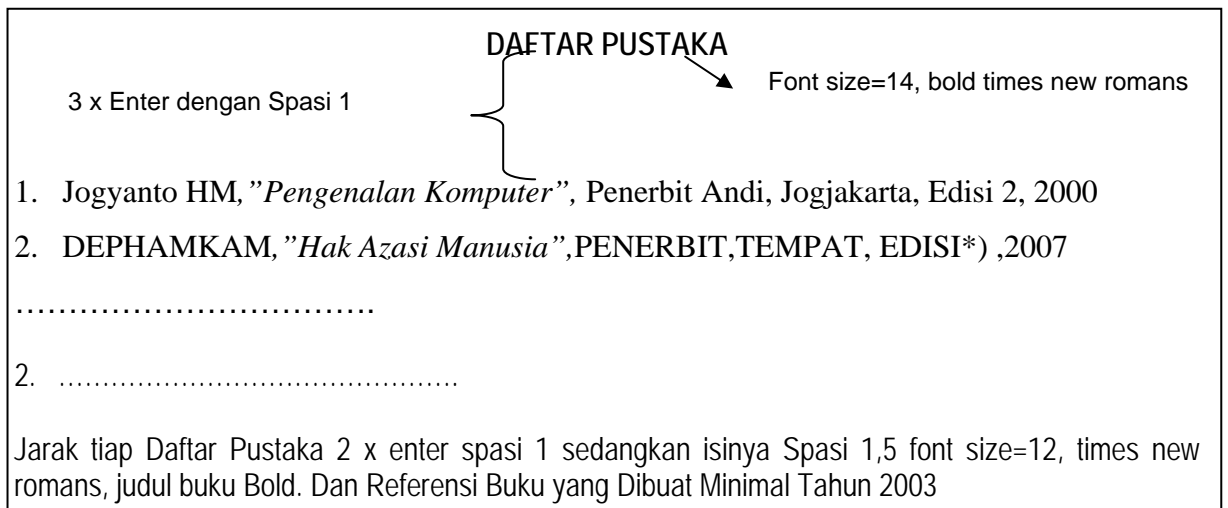 DAFTAR PUSTAKA
Font size=14, bold times new romans
3 x Enter dengan Spasi 1
1. Jogyanto HM,”Pengenalan Komputer”, Penerbit Andi, Jogjakarta, Edisi 2, 2000
2. DEPHAMKAM,”Hak Azasi Manusia”,PENERBIT,TEMPAT, EDISI*) ,2007
…………………………….
2. ……………………………………….
Jarak tiap Daftar Pustaka 2 x enter spasi 1 sedangkan isinya Spasi 1,5 font size=12, times new
romans, judul buku Bold. Dan Referensi Buku yang Dibuat Minimal Tahun 2003